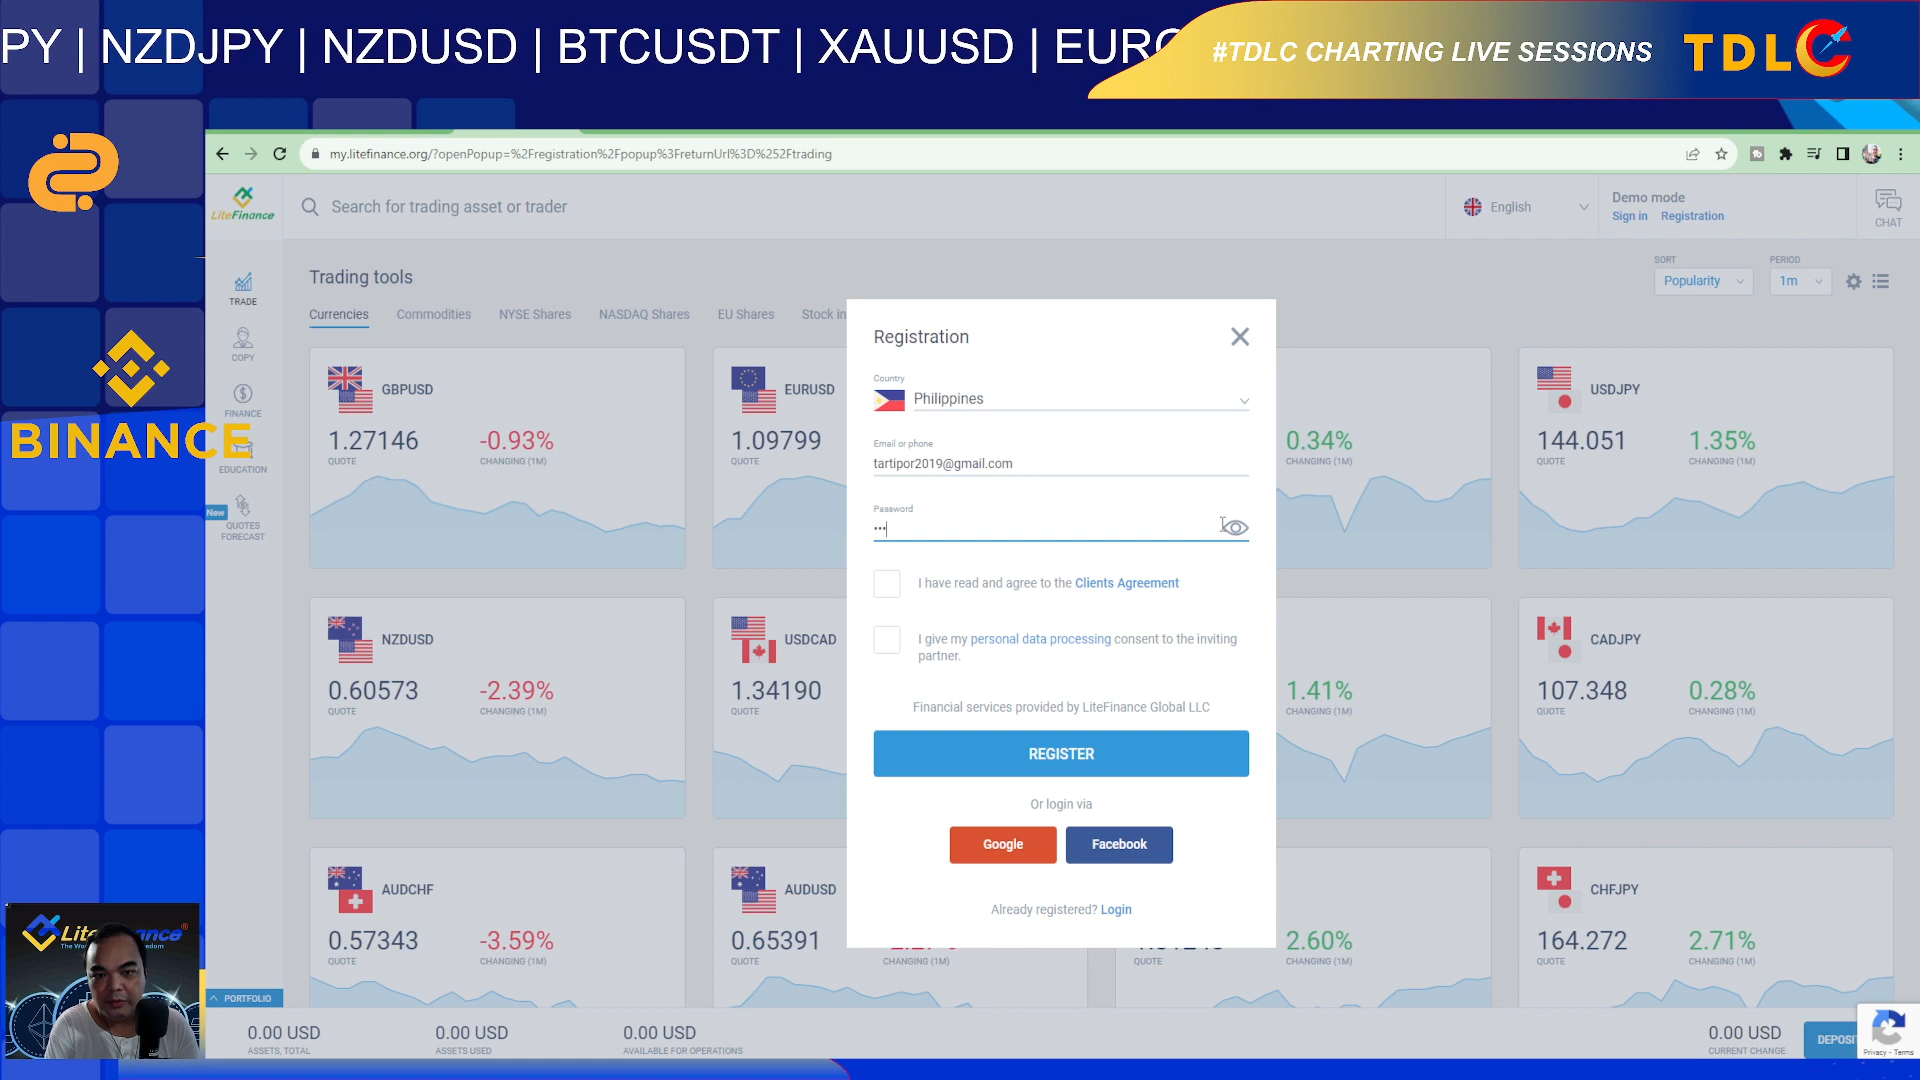 PY | NZDJPY | NZDUSD | BTCUSDT | XAUUSD | EURC
#TDLC CHARTING LIVE SESSIONS
TDLC
my.litefinance.org/?openPopup=%2Fregistration%2Fpopup%3FreturnUrl%3D%252Ftrading
LiteFinance
Search for trading asset or trader
English
Demo mode
Sign in Registration
CHAT
TRADE
COPY
FINANCE
EDUCATION
New
QUOTES
FORECAST
BINANCE
Trading tools
SORT
Popularity
PERIOD
1m
Currencies Commodities NYSE Shares NASDAQ Shares EU Shares Stock in
GBPUSD
1.27146 -0.93%
QUOTE CHANGING (1M)
EURUSD
1.09799
QUOTE
0.34%
CHANGING (1M)
USDJPY
144.051 1.35%
QUOTE CHANGING (1M)
NZDUSD
0.60573 -2.39%
QUOTE CHANGING (1M)
USDCAD
1.34190
QUOTE
1.41%
CHANGING (1M)
CADJPY
107.348 0.28%
QUOTE CHANGING (1M)
AUDCHF
0.57343 -3.59%
QUOTE CHANGING (1M)
AUDUSD
0.65391
QUOTE CHANGING (1M)
QUOTE
2.60%
CHANGING (1M)
CHFJPY
164.272 2.71%
QUOTE CHANGING (1M)
Registration
Country
Philippines
Email or phone
tartipor2019@gmail.com
Password
•••
I have read and agree to the Clients Agreement
I give my personal data processing consent to the inviting
partner.
Financial services provided by LiteFinance Global LLC
REGISTER
Or login via
Google Facebook
Already registered? Login
PORTFOLIO
0.00 USD
ASSETS, TOTAL
0.00 USD
ASSETS USED
0.00 USD
AVAILABLE FOR OPERATIONS
0.00 USD
CURRENT CHANGE
DEPOSIT
Privacy - Terms